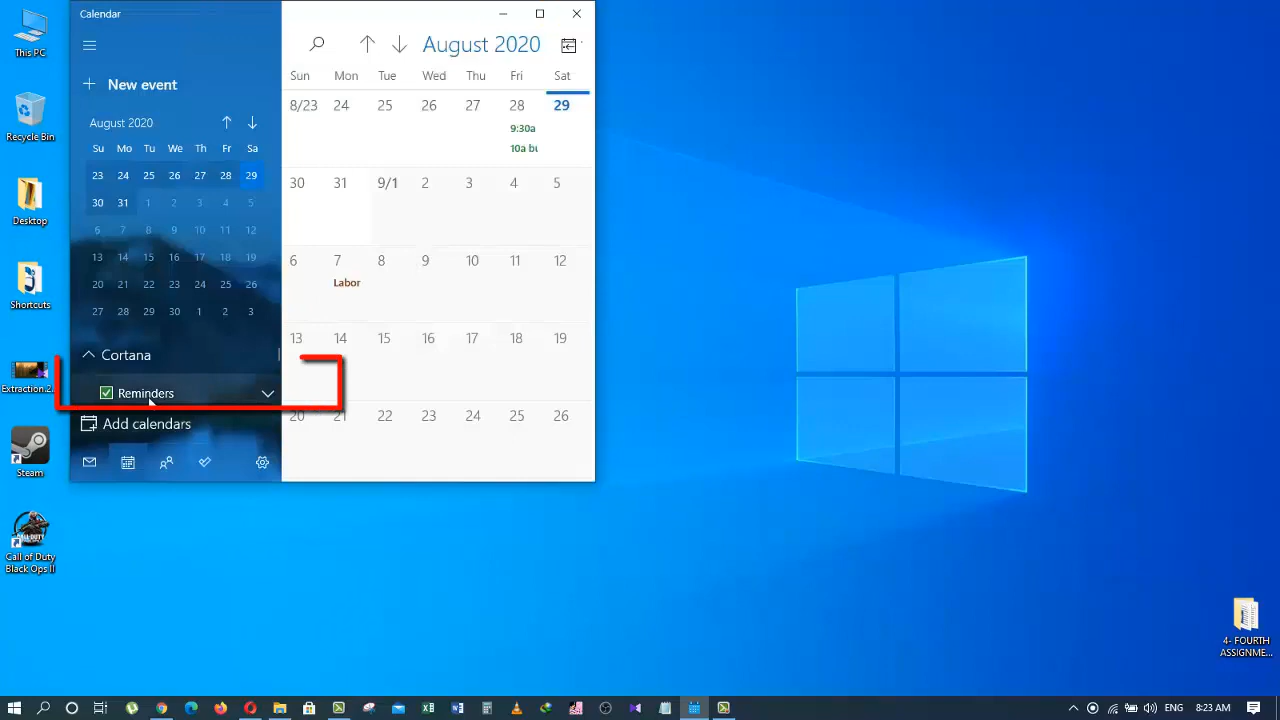 This PC
Recycle Bin
Desktop
Shortcuts
Extraction.2...
Steam
Call of Duty
Black Ops II
Calendar
New event
August 2020
Su Mo Tu We Th Fr Sa
23 24 25 26 27 28 29
30 31 1 2 3 4 5
6 7 8 9 10 11 12
13 14 15 16 17 18 19
20 21 22 23 24 25 26
27 28 29 30 1 2 3
Cortana
Reminders
Add calendars
August 2020
Sun Mon Tue Wed Thu Fri Sat
8/23 24 25 26 27 28 29
9:30a
10a bu
30 31 9/1 2 3 4 5
6 7 8 9 10 11 12
Labor
13 14 15 16 17 18 19
20 21 22 23 24 25 26
4- FOURTH
ASSIGNME...
8:23 AM